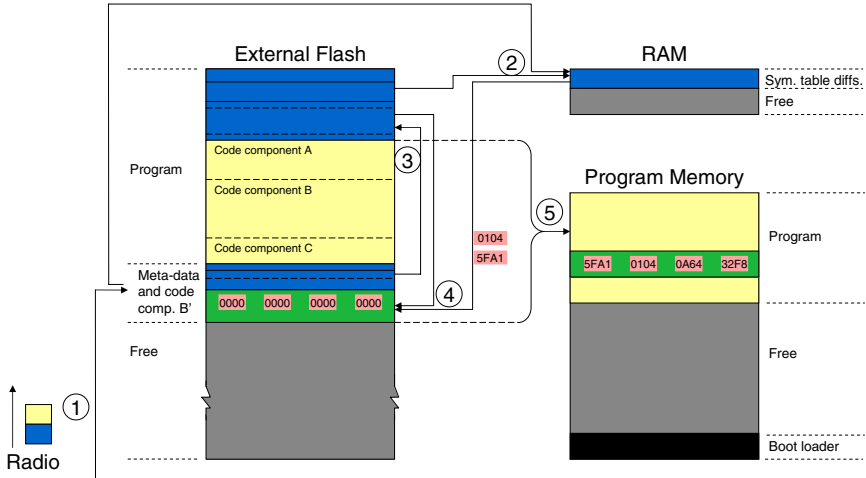 External Flash
RAM
2
Sym. table diffs.
Free
Code component A
3
Program
Code component B
Program Memory
5
0104
5FA1
Code component C
Program
5FA1 0104 0A64 32F8
Meta-data
and code
comp. B'
0000 0000 0000 0000
4
Free
Free
1
Radio
Boot loader